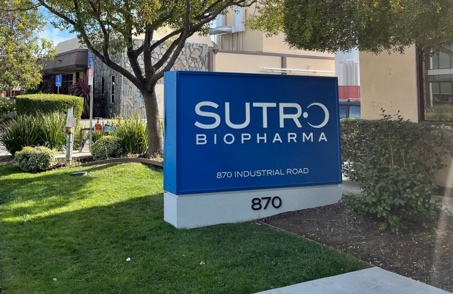 SUTRO
BIOPHARMA
870 INDUSTRIAL ROAD
870